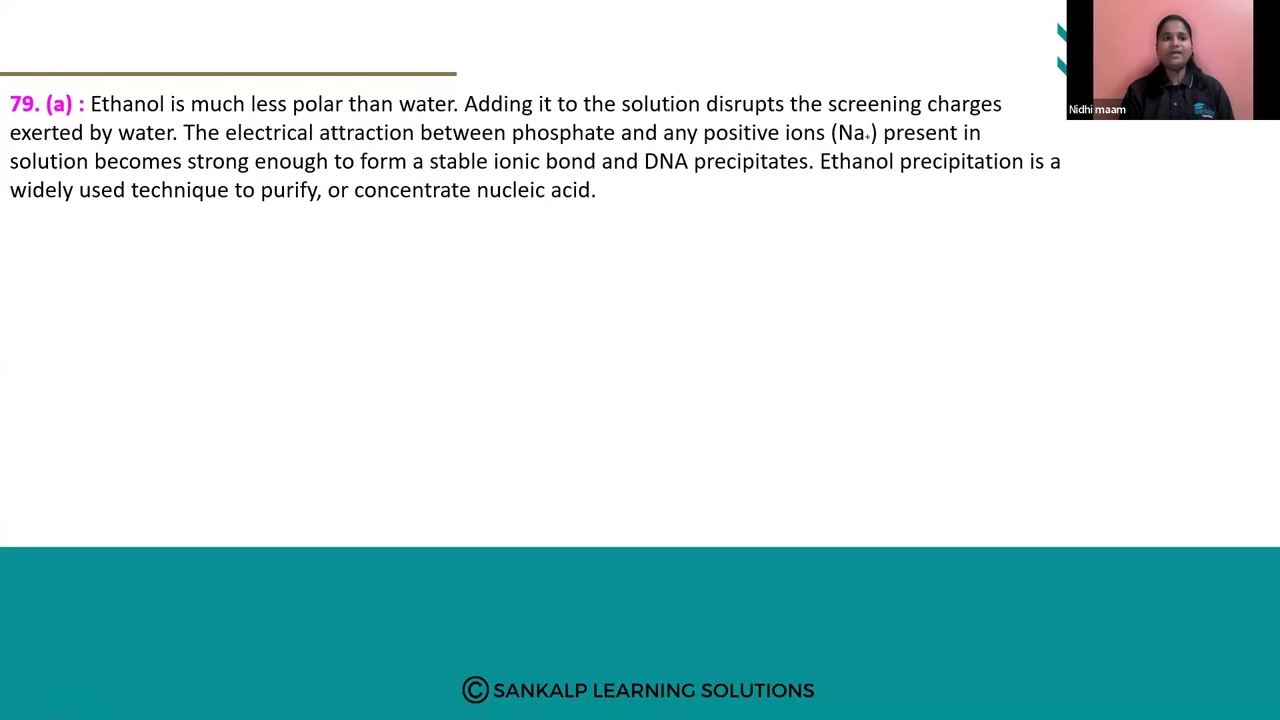 79. (a) : Ethanol is much less polar than water. Adding it to the solution disrupts the screening charges
exerted by water. The electrical attraction between phosphate and any positive ions (Na+) present in
solution becomes strong enough to form a stable ionic bond and DNA precipitates. Ethanol precipitation is a
widely used technique to purify, or concentrate nucleic acid.
Nidhi maam
© SANKALP LEARNING SOLUTIONS